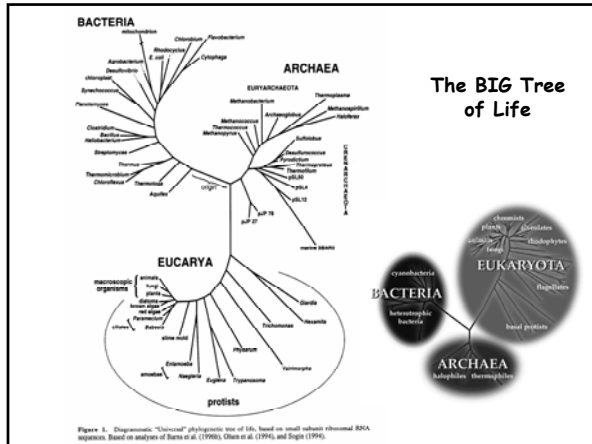 BACTERIA
mitochondrion
Chlorobium
Flavobacterium
Rhodocyclus
E. coli
Cytophaga
Agrobacterium
Desulfovibrio
chloroplast
Synechococcus
Planctomyces
Clostridium
Bacillus
Heliobacterium
Streptomyces
Thermus
Thermomicrobium
Chloroflexus
Thermotoga
Aquifex
origin
ARCHAEA
EURYARCHAEOTA
Methanobacterium
Thermoplasma
Archaeoglobus
Methanospirillum
Haloferax
Methanococcus
Thermococcus
Methanopyrus
Sulfolobus
Desulfurococcus
Pyrodictium
Thermoproteus
Thermofilum
pSL50
pSL4
pSL12
CRENARCHAEOTA
pJP 78
pJP 27
marine SBAR5
EUCARYA
macroscopic
organisms
animals
fungi
plants
diatoms
brown algae
red algae
Paramecium
ciliates
Babesia
slime mold
Entamoeba
amoebae
Naegleria
Euglena
Trypanosoma
Physarum
Vairimorpha
Trichomonas
Hexamita
Giardia
protists
Figure 1. Diagrammatic "Universal" phylogenetic tree of life, based on small subunit ribosomal RNA
sequences. Based on analyses of Barns et al. (1996b), Olsen et al. (1994), and Sogin (1994).
The BIG Tree
of Life
chromists
plants
alveolates
animals
rhodophytes
fungi
EUKARYOTA
flagellates
basal protists
cyanobacteria
BACTERIA
heterotrophic
bacteria
ARCHAEA
halophiles
thermophiles